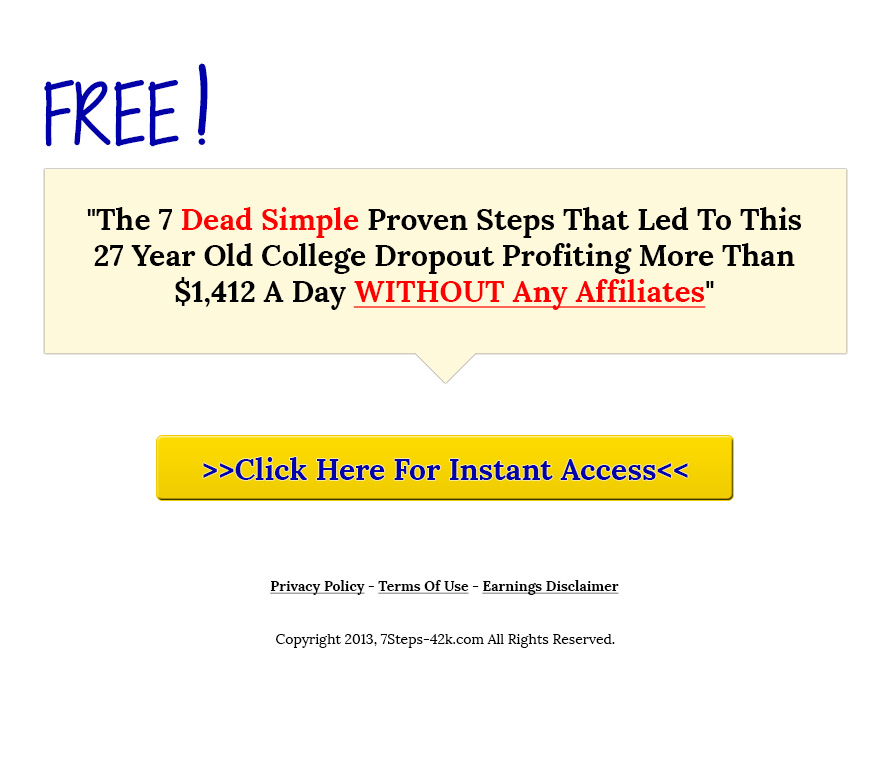 FREE!
"The 7 Dead Simple Proven Steps That Led To This
27 Year Old College Dropout Profiting More Than
$1,412 A Day WITHOUT Any Affiliates"
>>Click Here For Instant Access<<
Privacy Policy - Terms Of Use - Earnings Disclaimer
Copyright 2013, 7Steps-42k.com All Rights Reserved.